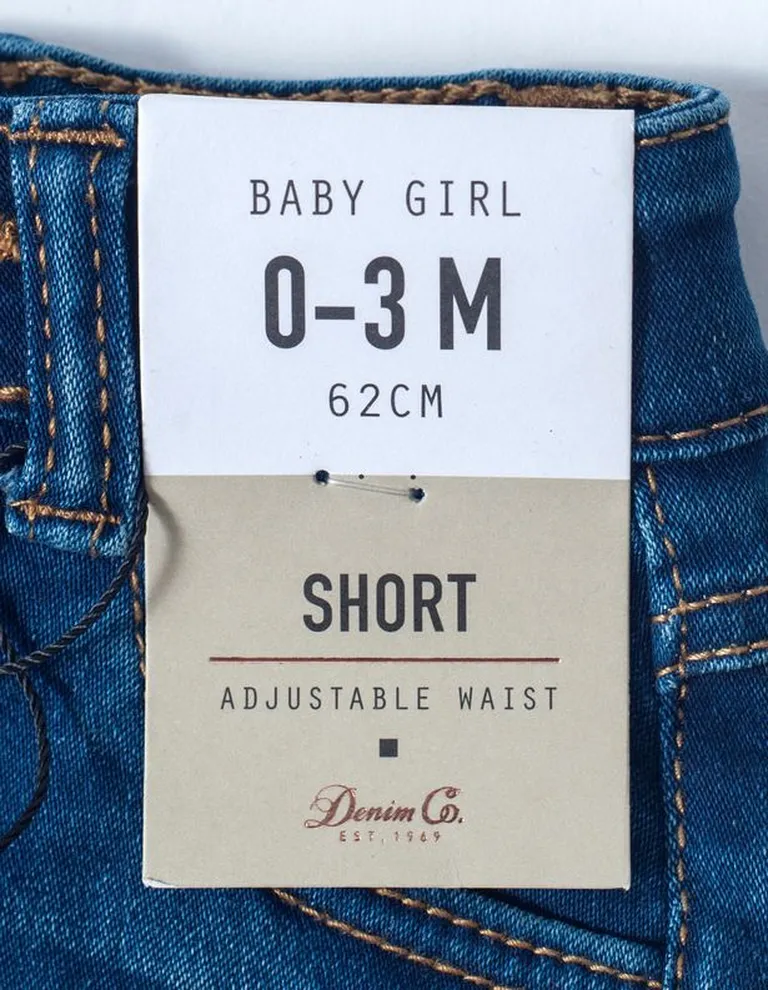 BABY GIRL
0-3 M
62CM
SHORT
ADJUSTABLE WAIST
Denim Co.
EST. 1969